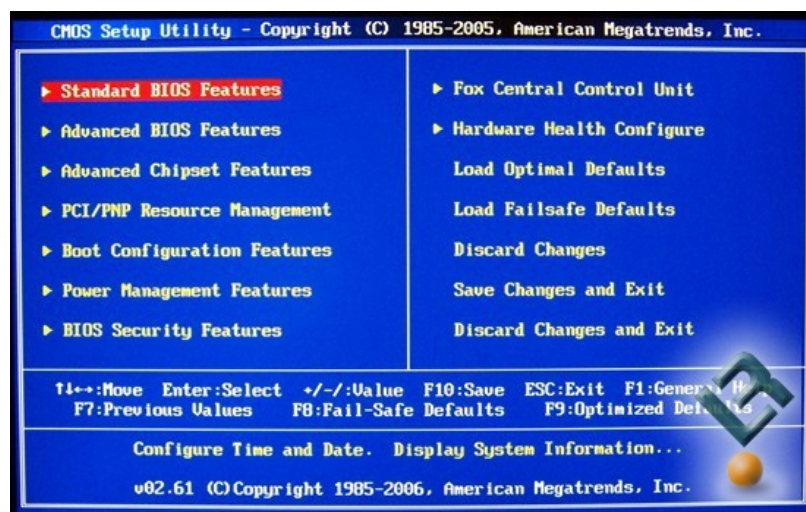 CMOS Setup Utility - Copyright (C) 1985-2005, American Megatrends, Inc.
▶ Standard BIOS Features
▶ Advanced BIOS Features
▶ Advanced Chipset Features
▶ PCI/PNP Resource Management
▶ Boot Configuration Features
▶ Power Management Features
▶ BIOS Security Features
▶ Fox Central Control Unit
▶ Hardware Health Configure
Load Optimal Defaults
Load Failsafe Defaults
Discard Changes
Save Changes and Exit
Discard Changes and Exit
↑↓←→:Move Enter:Select +/-/:Value F10:Save ESC:Exit F1:General Help
F7:Previous Values F8:Fail-Safe Defaults F9:Optimized Defaults
Configure Time and Date. Display System Information...
v02.61 (C)Copyright 1985-2006, American Megatrends, Inc.